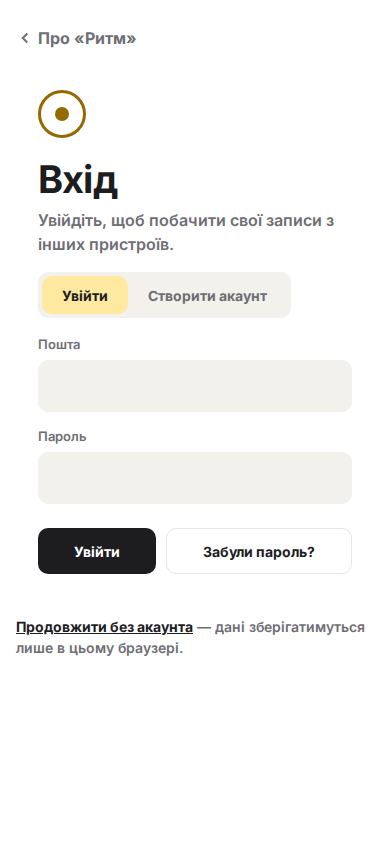 Про «Ритм»
Вхід
Увійдіть, щоб побачити свої записи з
інших пристроїв.
Увійти
Створити акаунт
Пошта
Пароль
Увійти
Забули пароль?
Продовжити без акаунта — дані зберігатимуться
лише в цьому браузері.